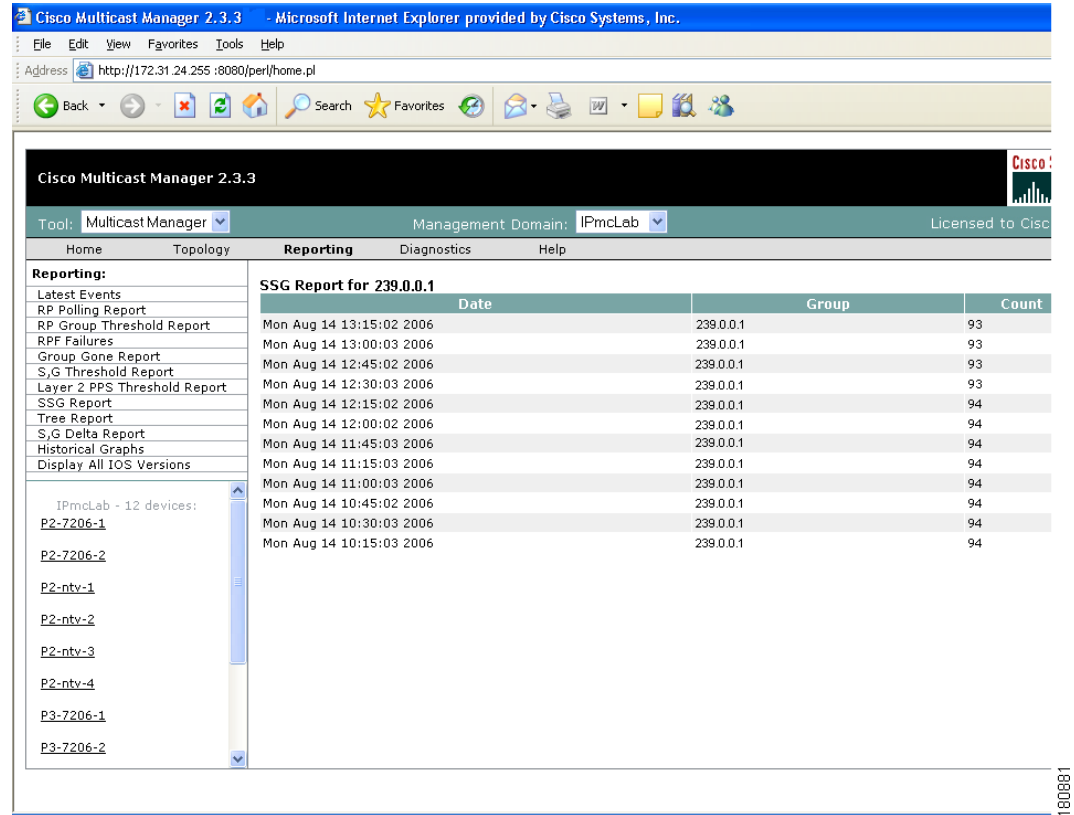 Cisco Multicast Manager 2.3.3 - Microsoft Internet Explorer provided by Cisco Systems, Inc.
File Edit View Favorites Tools Help
Address http://172.31.24.255 :8080/perl/home.pl
Back Search Favorites
Cisco Multicast Manager 2.3.3
CISCO S
Tool: Multicast Manager Management Domain: IPmcLab Licensed to Cisc
Home Topology Reporting Diagnostics Help
Reporting:
Latest Events
RP Polling Report
RP Group Threshold Report
RPF Failures
Group Gone Report
S,G Threshold Report
Layer 2 PPS Threshold Report
SSG Report
Tree Report
S,G Delta Report
Historical Graphs
Display All IOS Versions
IPmcLab - 12 devices:
P2-7206-1
P2-7206-2
P2-ntv-1
P2-ntv-2
P2-ntv-3
P2-ntv-4
P3-7206-1
P3-7206-2
SSG Report for 239.0.0.1
Date Group Count
Mon Aug 14 13:15:02 2006 239.0.0.1 93
Mon Aug 14 13:00:03 2006 239.0.0.1 93
Mon Aug 14 12:45:02 2006 239.0.0.1 93
Mon Aug 14 12:30:03 2006 239.0.0.1 93
Mon Aug 14 12:15:02 2006 239.0.0.1 94
Mon Aug 14 12:00:02 2006 239.0.0.1 94
Mon Aug 14 11:45:03 2006 239.0.0.1 94
Mon Aug 14 11:15:03 2006 239.0.0.1 94
Mon Aug 14 11:00:03 2006 239.0.0.1 94
Mon Aug 14 10:45:02 2006 239.0.0.1 94
Mon Aug 14 10:30:03 2006 239.0.0.1 94
Mon Aug 14 10:15:03 2006 239.0.0.1 94
180881